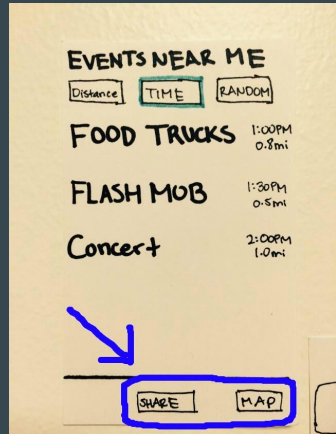 EVENTS NEAR ME
Distance TIME RANDOM
FOOD TRUCKS 1:00PM
0.8mi
FLASH MOB 1:30PM
0.5mi
Concert 2:00PM
1.0mi
SHARE MAP